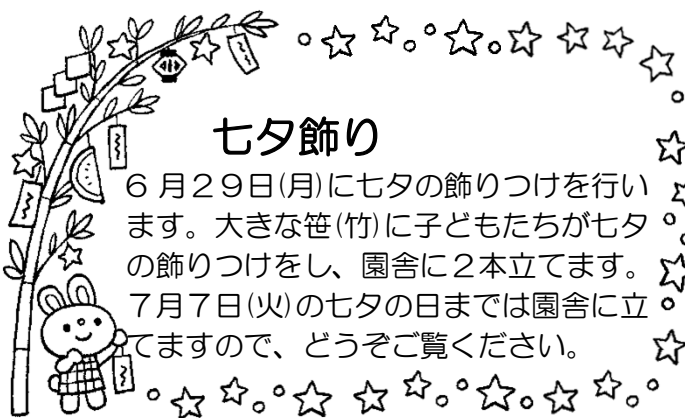 七夕飾り
6月29日(月)に七夕の飾りつけを行い
ます。大きな笹(竹)に子どもたちが七夕
の飾りつけをし、園舎に2本立てます。
7月7日(火)の七夕の日までは園舎に立
てますので、どうぞご覧ください。